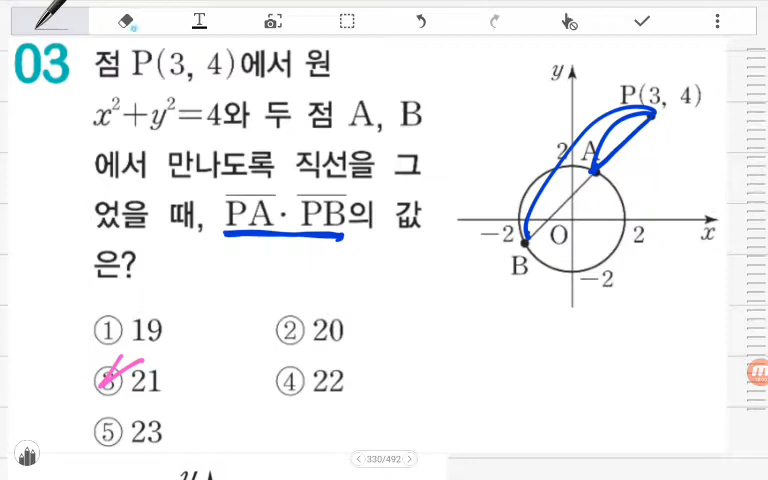 T
03 점 P(3, 4)에서 원
x²+y²=4와 두 점 A, B
에서 만나도록 직선을 그
었을 때, PA · PB의 값
은?
① 19 ② 20
③ 21 ④ 22
⑤ 23
y
P(3, 4)
2 A
−2 O 2 x
B −2
330/492
y